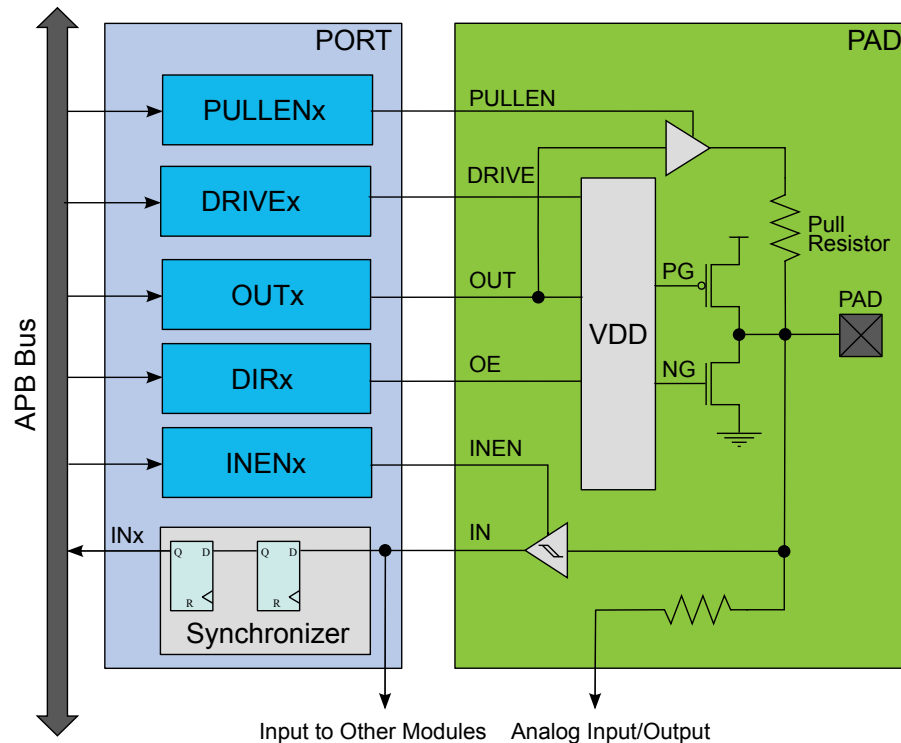 PORT
PAD
APB Bus
PULLENx
PULLEN
DRIVEx
DRIVE
Pull
Resistor
OUTx
OUT
PG
PAD
VDD
DIRx
OE
NG
INENx
INEN
INx
IN
Q D
R
Q D
R
Synchronizer
Input to Other Modules
Analog Input/Output